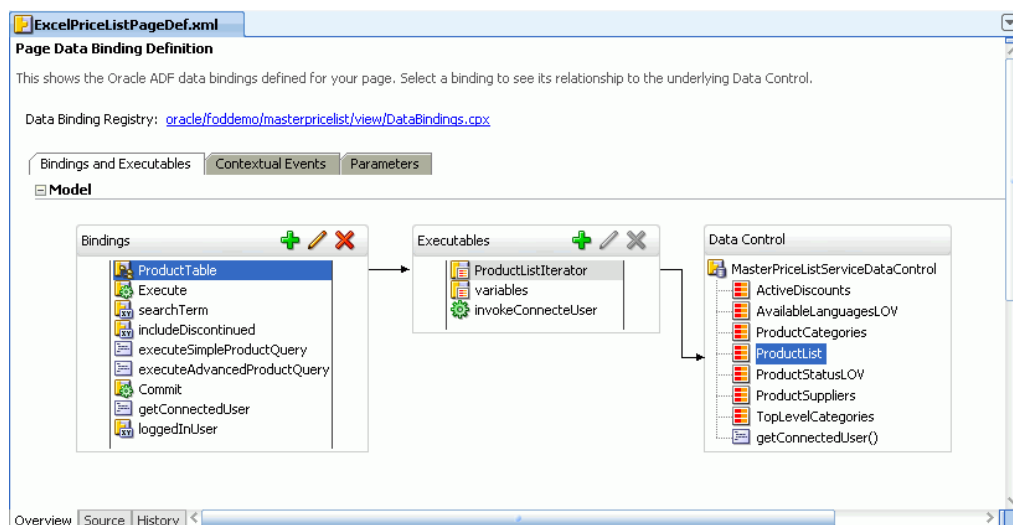 ExcelPriceListPageDef.xml
Page Data Binding Definition
This shows the Oracle ADF data bindings defined for your page. Select a binding to see its relationship to the underlying Data Control.
Data Binding Registry: oracle/foddemo/masterpricelist/view/DataBindings.cpx
Bindings and Executables Contextual Events Parameters
Model
Bindings
ProductTable
Execute
searchTerm
includeDiscontinued
executeSimpleProductQuery
executeAdvancedProductQuery
Commit
getConnectedUser
loggedInUser
Executables
ProductListIterator
variables
invokeConnecteUser
Data Control
MasterPriceListServiceDataControl
ActiveDiscounts
AvailableLanguagesLOV
ProductCategories
ProductList
ProductStatusLOV
ProductSuppliers
TopLevelCategories
getConnectedUser()
Overview Source History